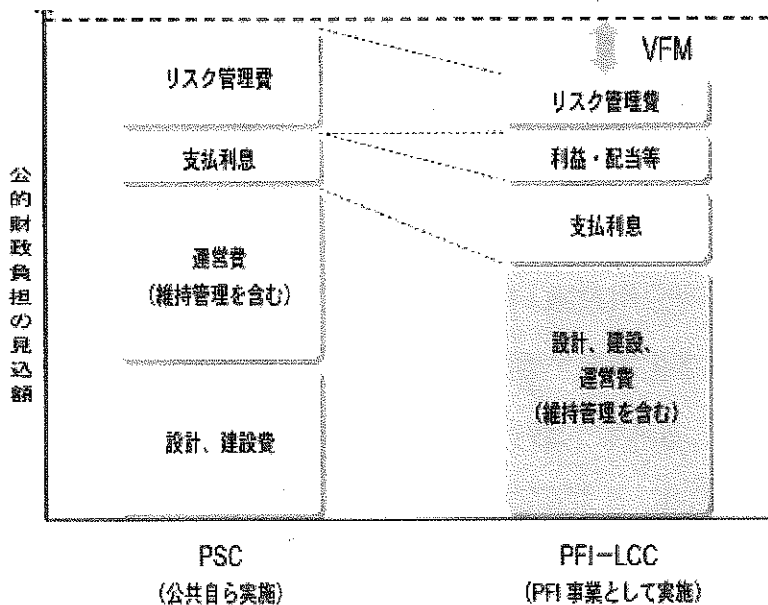 公的財政負担の見込額
リスク管理費
支払利息
運営費
(維持管理を含む)
設計、建設費
VFM
リスク管理費
利益・配当等
支払利息
設計、建設、
運営費
(維持管理を含む)
PSC
(公共自ら実施)
PFI-LCC
(PFI 事業として実施)